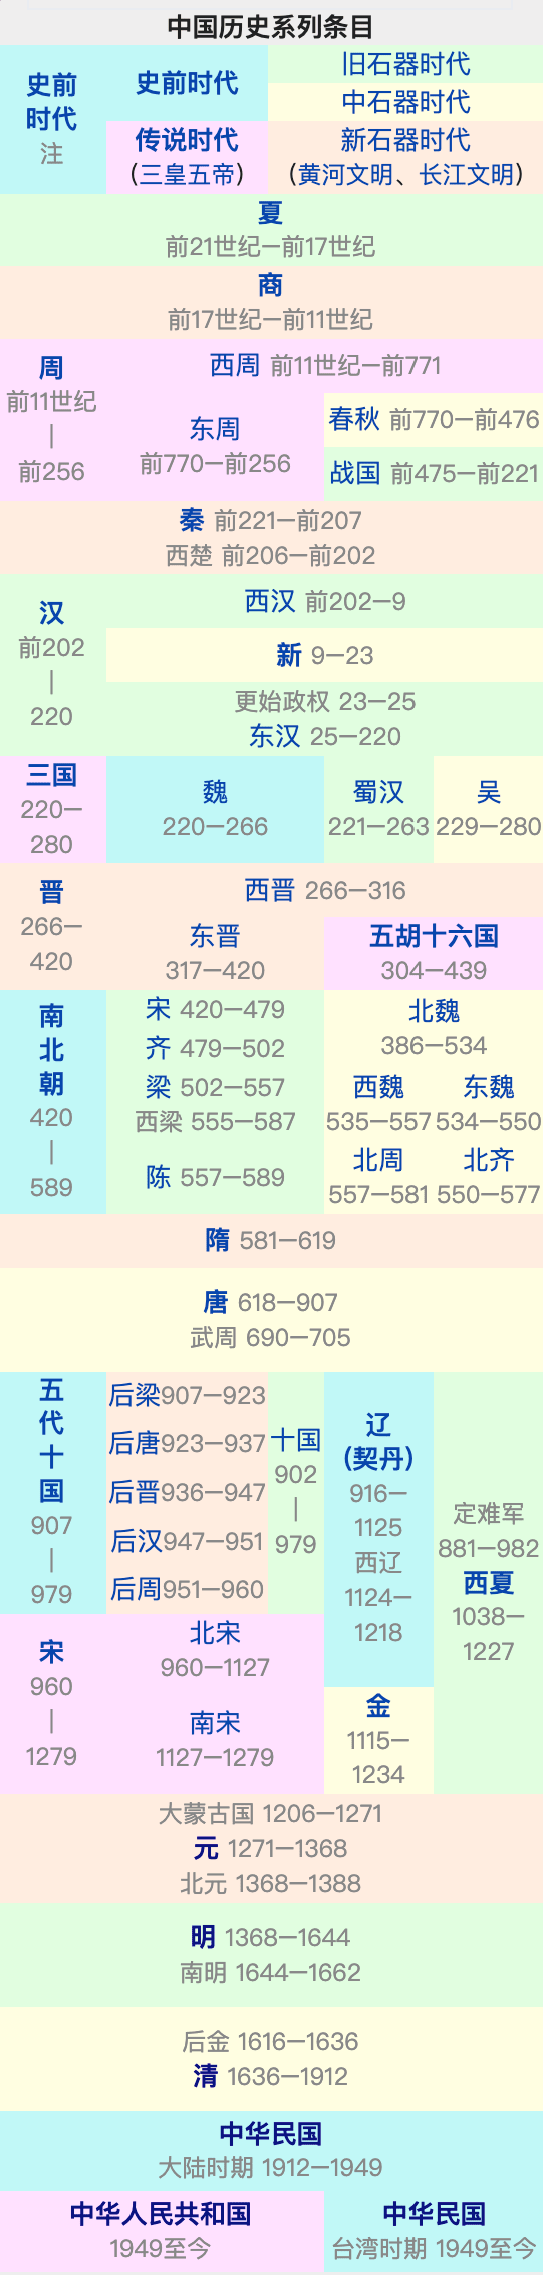 中国历史系列条目
史前
时代
注
史前时代
旧石器时代
中石器时代
传说时代
（三皇五帝）
新石器时代
（黄河文明、长江文明）
夏
前21世纪—前17世纪
商
前17世纪—前11世纪
周
前11世纪
|
前256
西周 前11世纪—前771
东周
前770—前256
春秋 前770—前476
战国 前475—前221
秦 前221—前207
西楚 前206—前202
汉
前202
|
220
西汉 前202—9
新 9—23
更始政权 23—25
东汉 25—220
三国
220—
280
魏
220—266
蜀汉
221—263
吴
229—280
晋
266—
420
西晋 266—316
东晋
317—420
五胡十六国
304—439
南
北
朝
420
|
589
宋 420—479
齐 479—502
梁 502—557
西梁 555—587
陈 557—589
北魏
386—534
西魏
535—557
东魏
534—550
北周
557—581
北齐
550—577
隋 581—619
唐 618—907
武周 690—705
五
代
十
国
907
|
979
后梁907—923
后唐923—937
后晋936—947
后汉947—951
后周951—960
十国
902
|
979
辽
（契丹）
916—
1125
西辽
1124—
1218
定难军
881—982
西夏
1038—
1227
宋
960
|
1279
北宋
960—1127
南宋
1127—1279
金
1115—
1234
大蒙古国 1206—1271
元 1271—1368
北元 1368—1388
明 1368—1644
南明 1644—1662
后金 1616—1636
清 1636—1912
中华民国
大陆时期 1912—1949
中华人民共和国
1949至今
中华民国
台湾时期 1949至今